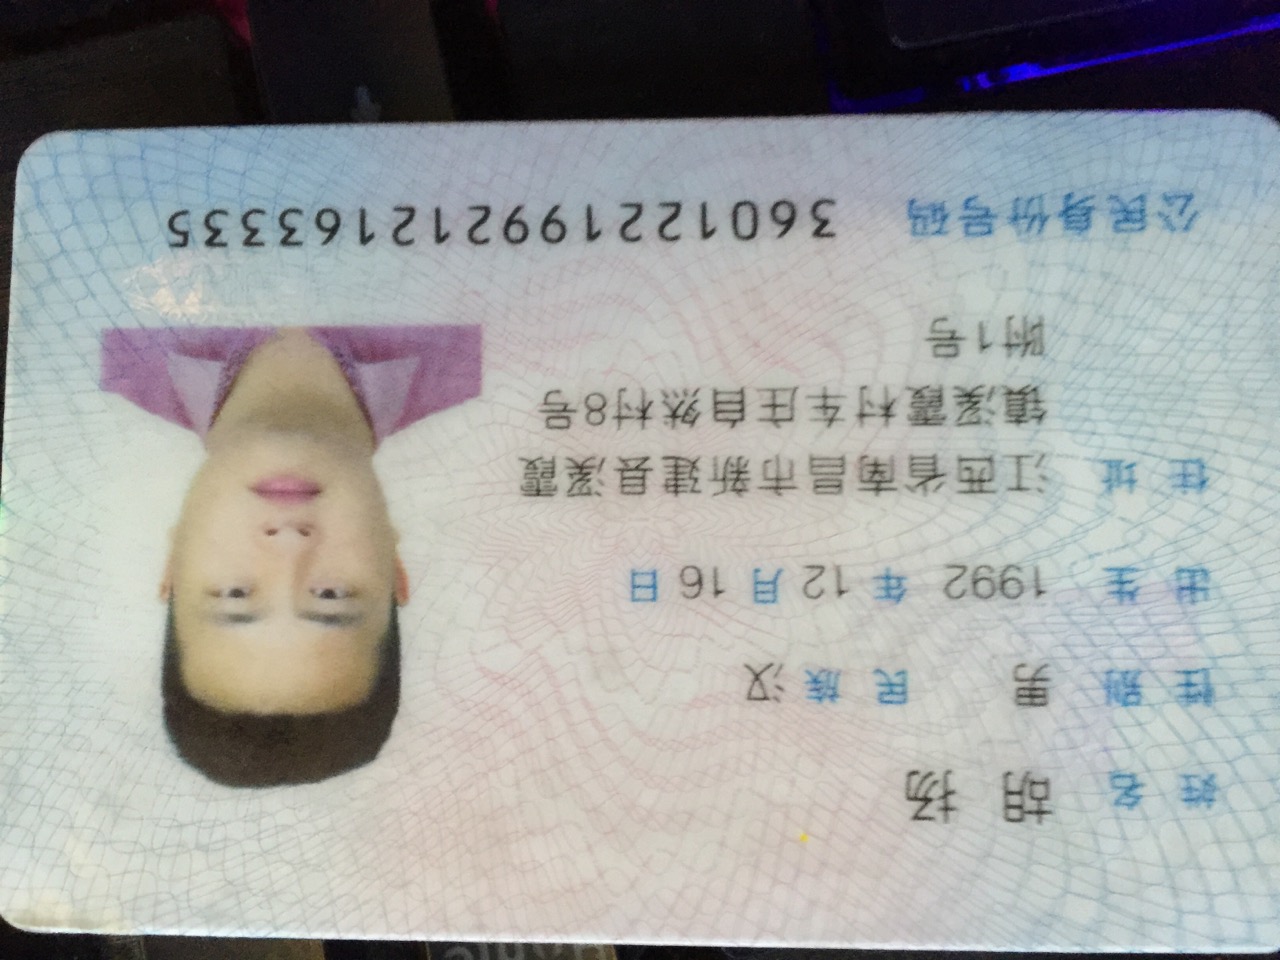 姓名 胡扬
性别 男 民族 汉
出生 1992 年 12 月 16 日
住址 江西省南昌市新建县溪霞
镇溪霞村车庄自然村8号
附1号
公民身份号码 360122199212163335